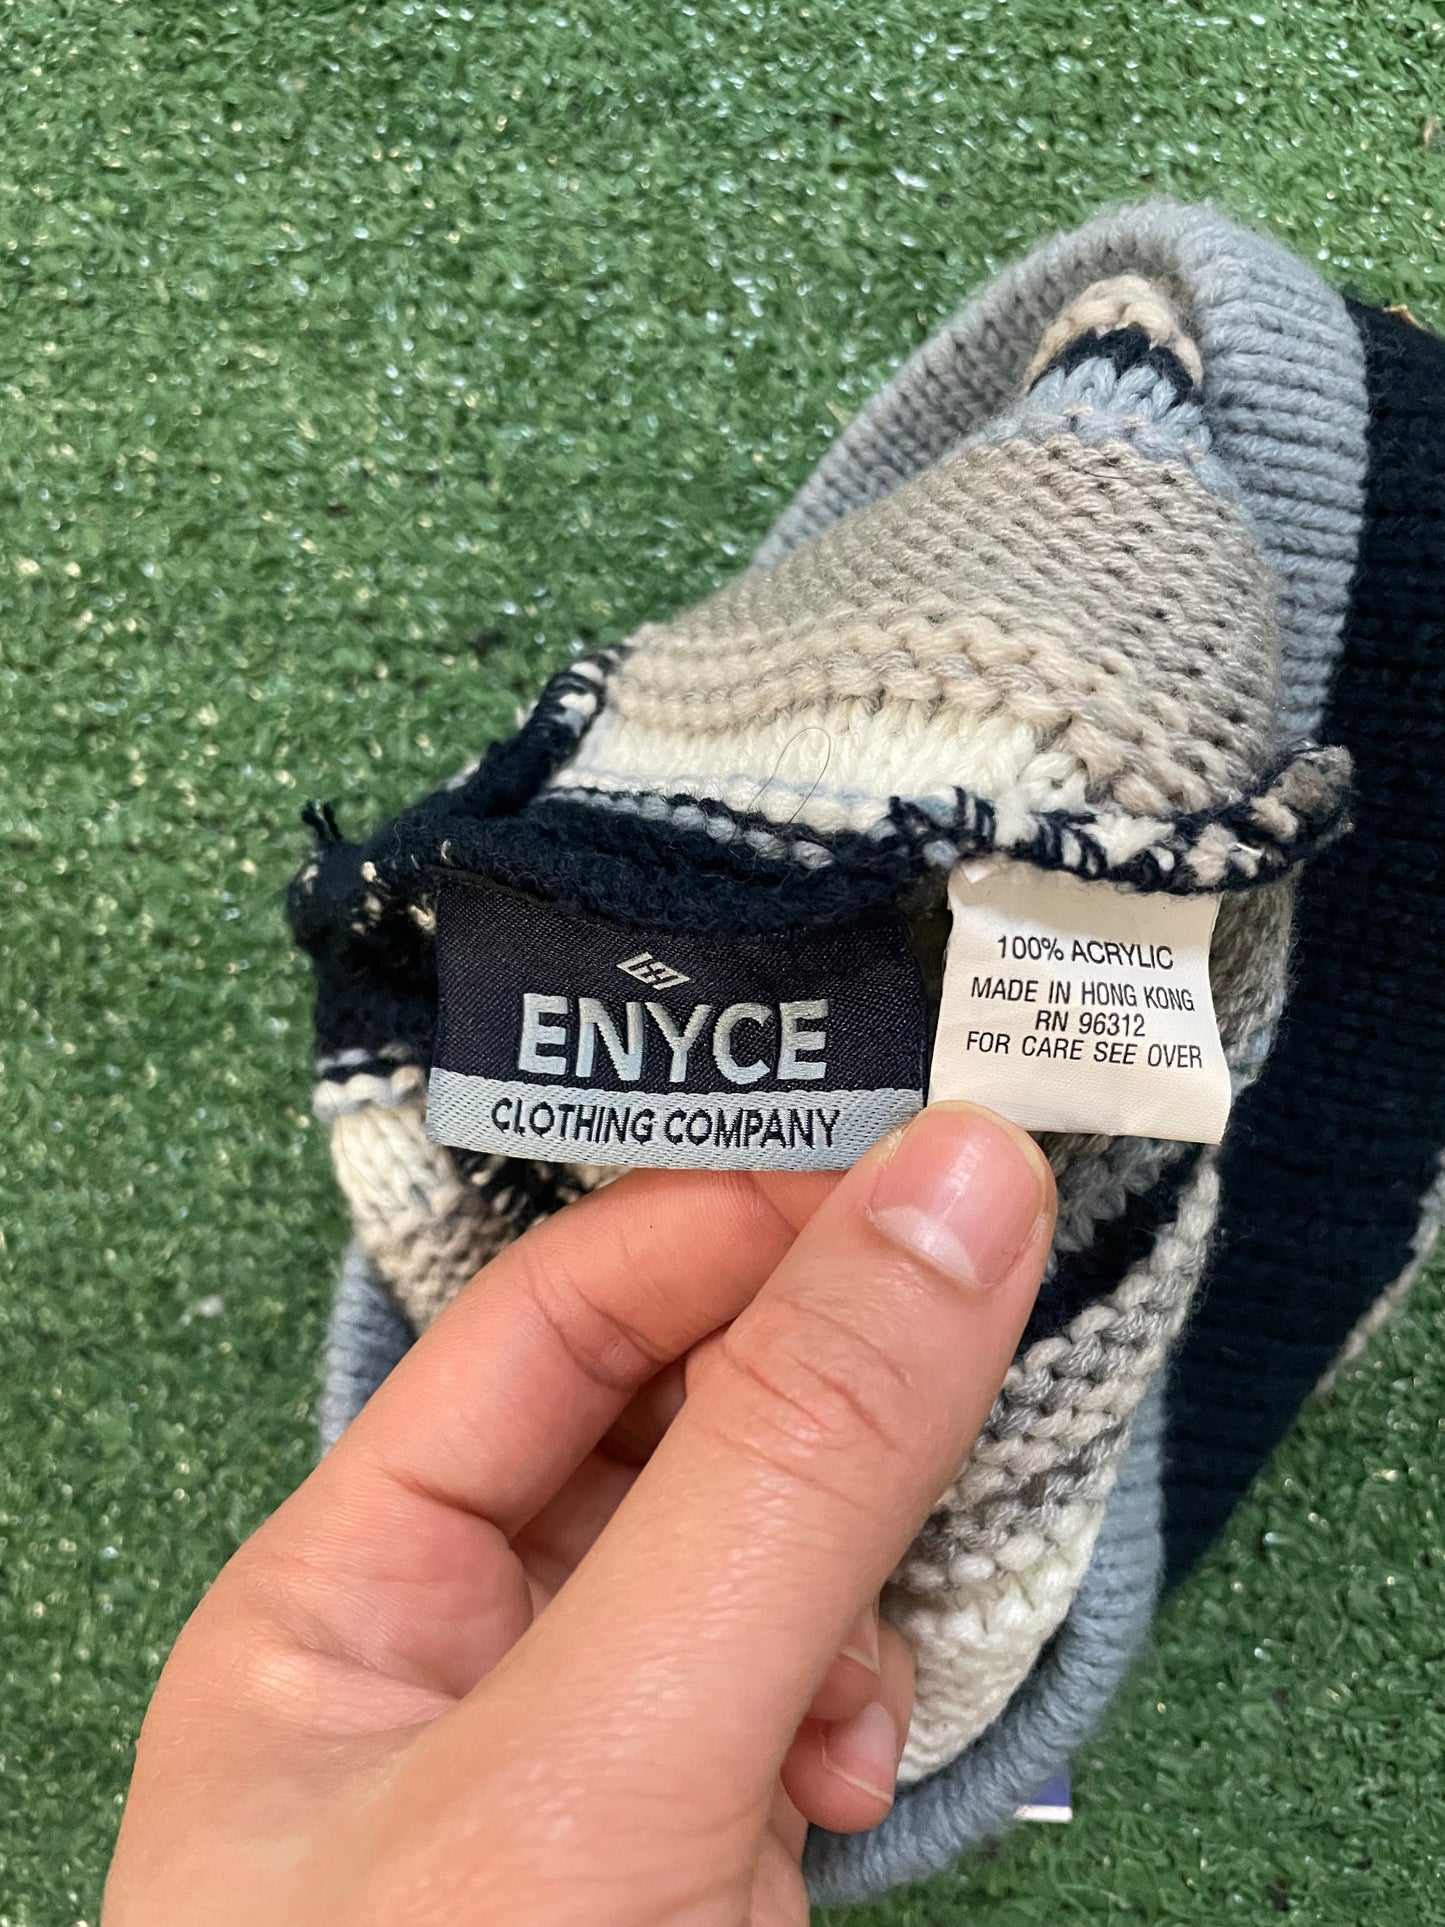 ENYCE
CLOTHING COMPANY
100% ACRYLIC
MADE IN HONG KONG
RN 96312
FOR CARE SEE OVER